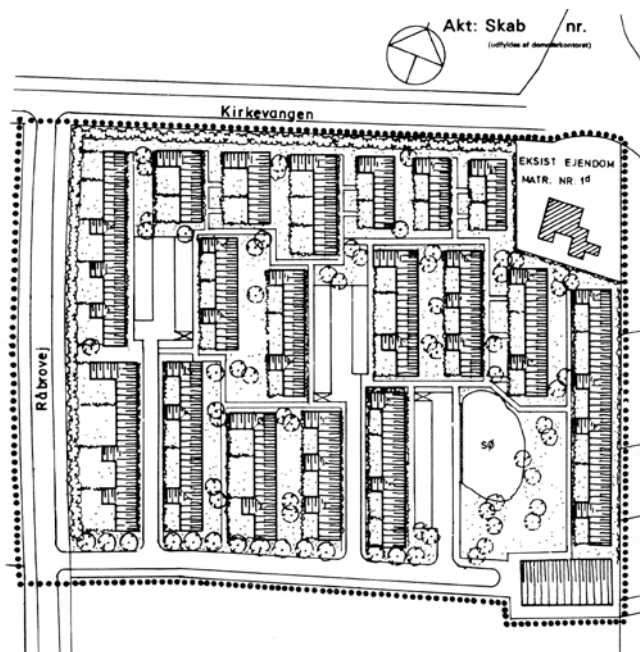 Akt: Skab nr.
(udfyldes af dommerkontoret)
Kirkevangen
EKSIST EJENDOM
MATR. NR. 1d
Råbrovej
SØ